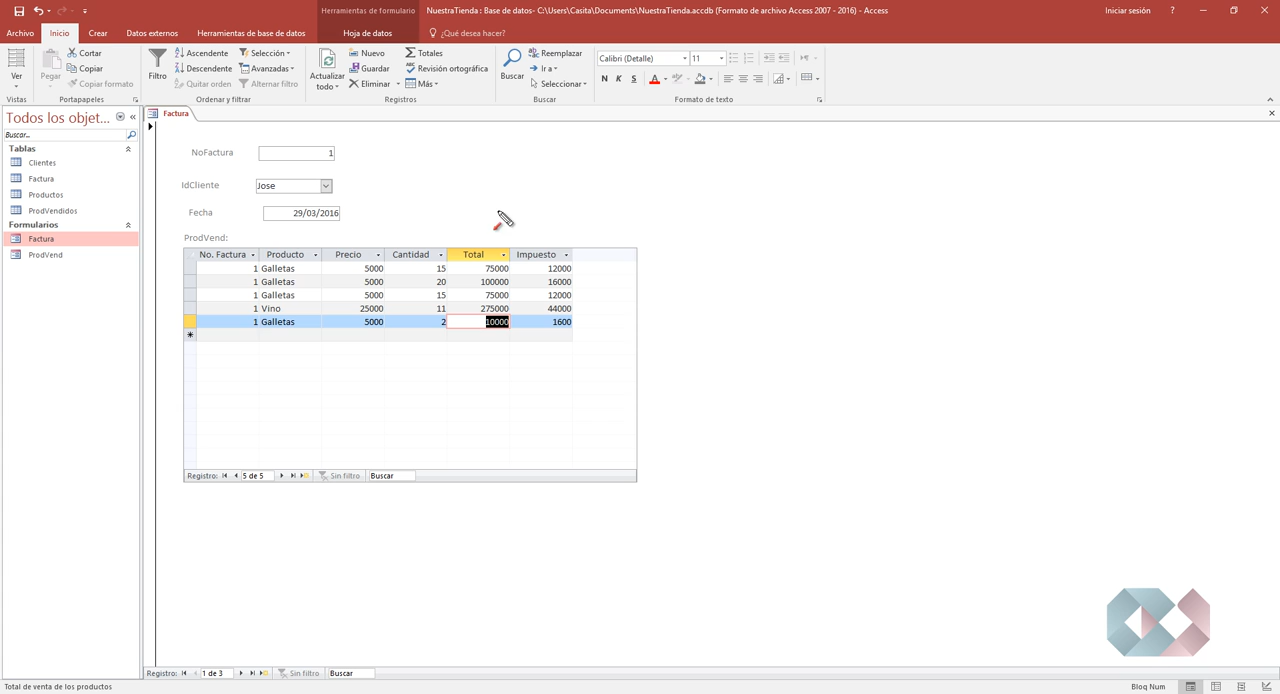 Herramientas de formulario
NuestraTienda : Base de datos- C:\Users\Casita\Documents\NuestraTienda.accdb (Formato de archivo Access 2007 - 2016) - Access
Iniciar sesión ?
Archivo Inicio Crear Datos externos Herramientas de base de datos Hoja de datos ¿Qué desea hacer?
Ver
Vistas
Pegar
Cortar
Copiar
Copiar formato
Portapapeles
Filtro
Ascendente
Descendente
Quitar orden
Selección
Avanzadas
Alternar filtro
Ordenar y filtrar
Actualizar
todo
Nuevo
Guardar
Eliminar
Totales
Revisión ortográfica
Más
Registros
Buscar
Reemplazar
Ir a
Seleccionar
Buscar
Calibri (Detalle) 11
N K S A
Formato de texto
Todos los objet...
Buscar...
Tablas
Clientes
Factura
Productos
ProdVendidos
Formularios
Factura
ProdVend
Factura
NoFactura 1
IdCliente Jose
Fecha 29/03/2016
ProdVend:
No. Factura Producto Precio Cantidad Total Impuesto
1 Galletas 5000 15 75000 12000
1 Galletas 5000 20 100000 16000
1 Galletas 5000 15 75000 12000
1 Vino 25000 11 275000 44000
1 Galletas 5000 2 10000 1600
Registro: 5 de 5 Sin filtro Buscar
Registro: 1 de 3 Sin filtro Buscar
Total de venta de los productos
Bloq Num